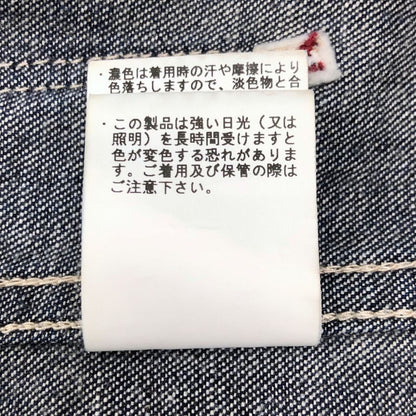 ・濃色は着用時の汗や摩擦により
色落ちしますので、淡色物と合
・この製品は強い日光（又は
照明）を長時間受けますと
色が変色する恐れがありま
す。ご着用及び保管の際は
ご注意下さい。